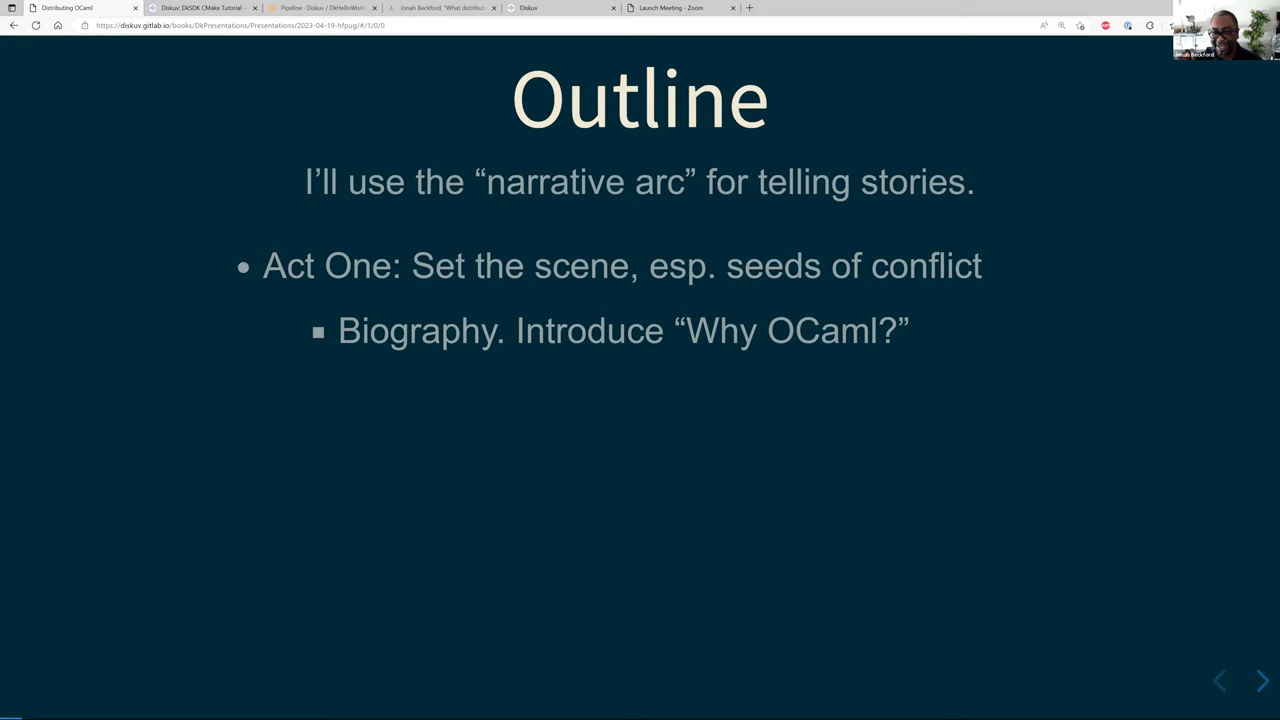 Distributing OCaml
Diskuv: DkSDK CMake Tutorial —
Pipeline · Diskuv / DkHelloWorl
Jonah Beckford, "What distributi
Diskuv
Launch Meeting - Zoom
https://diskuv.gitlab.io/books/DkPresentations/Presentations/2023-04-19-hfpug/#/1/0/0
Jonah Beckford
Outline
I’ll use the “narrative arc” for telling stories.
• Act One: Set the scene, esp. seeds of conflict
▪ Biography. Introduce “Why OCaml?”